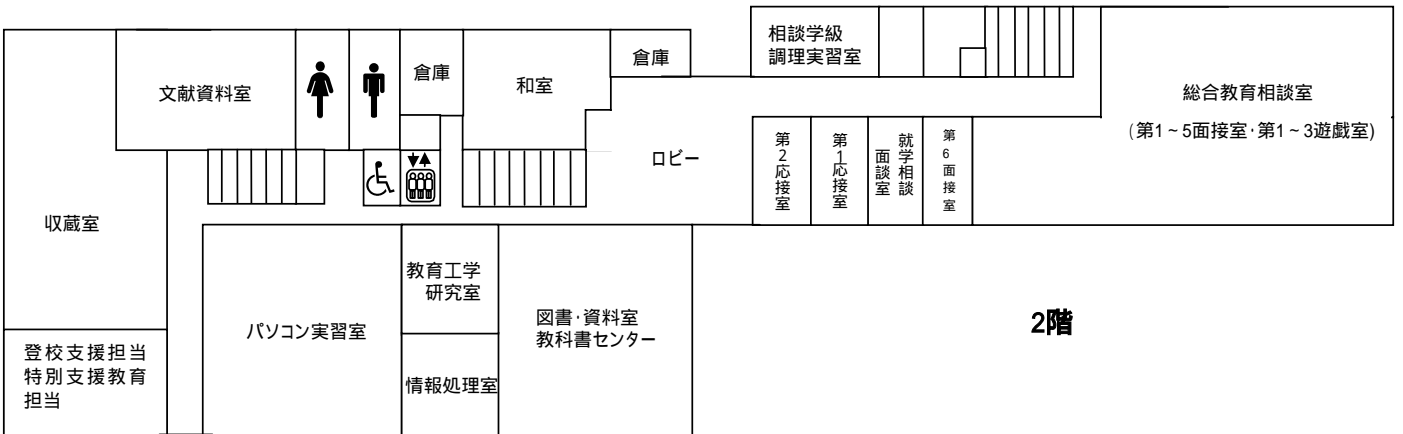 相談学級
調理実習室
倉庫
倉庫
和室
文献資料室
総合教育相談室
(第1～5面接室･第1～3遊戯室)
ロビー
第2応接室
第1応接室
就学相談
面談室
第6面接室
収蔵室
教育工学
研究室
パソコン実習室
図書･資料室
教科書センター
2階
登校支援担当
特別支援教育
担当
情報処理室